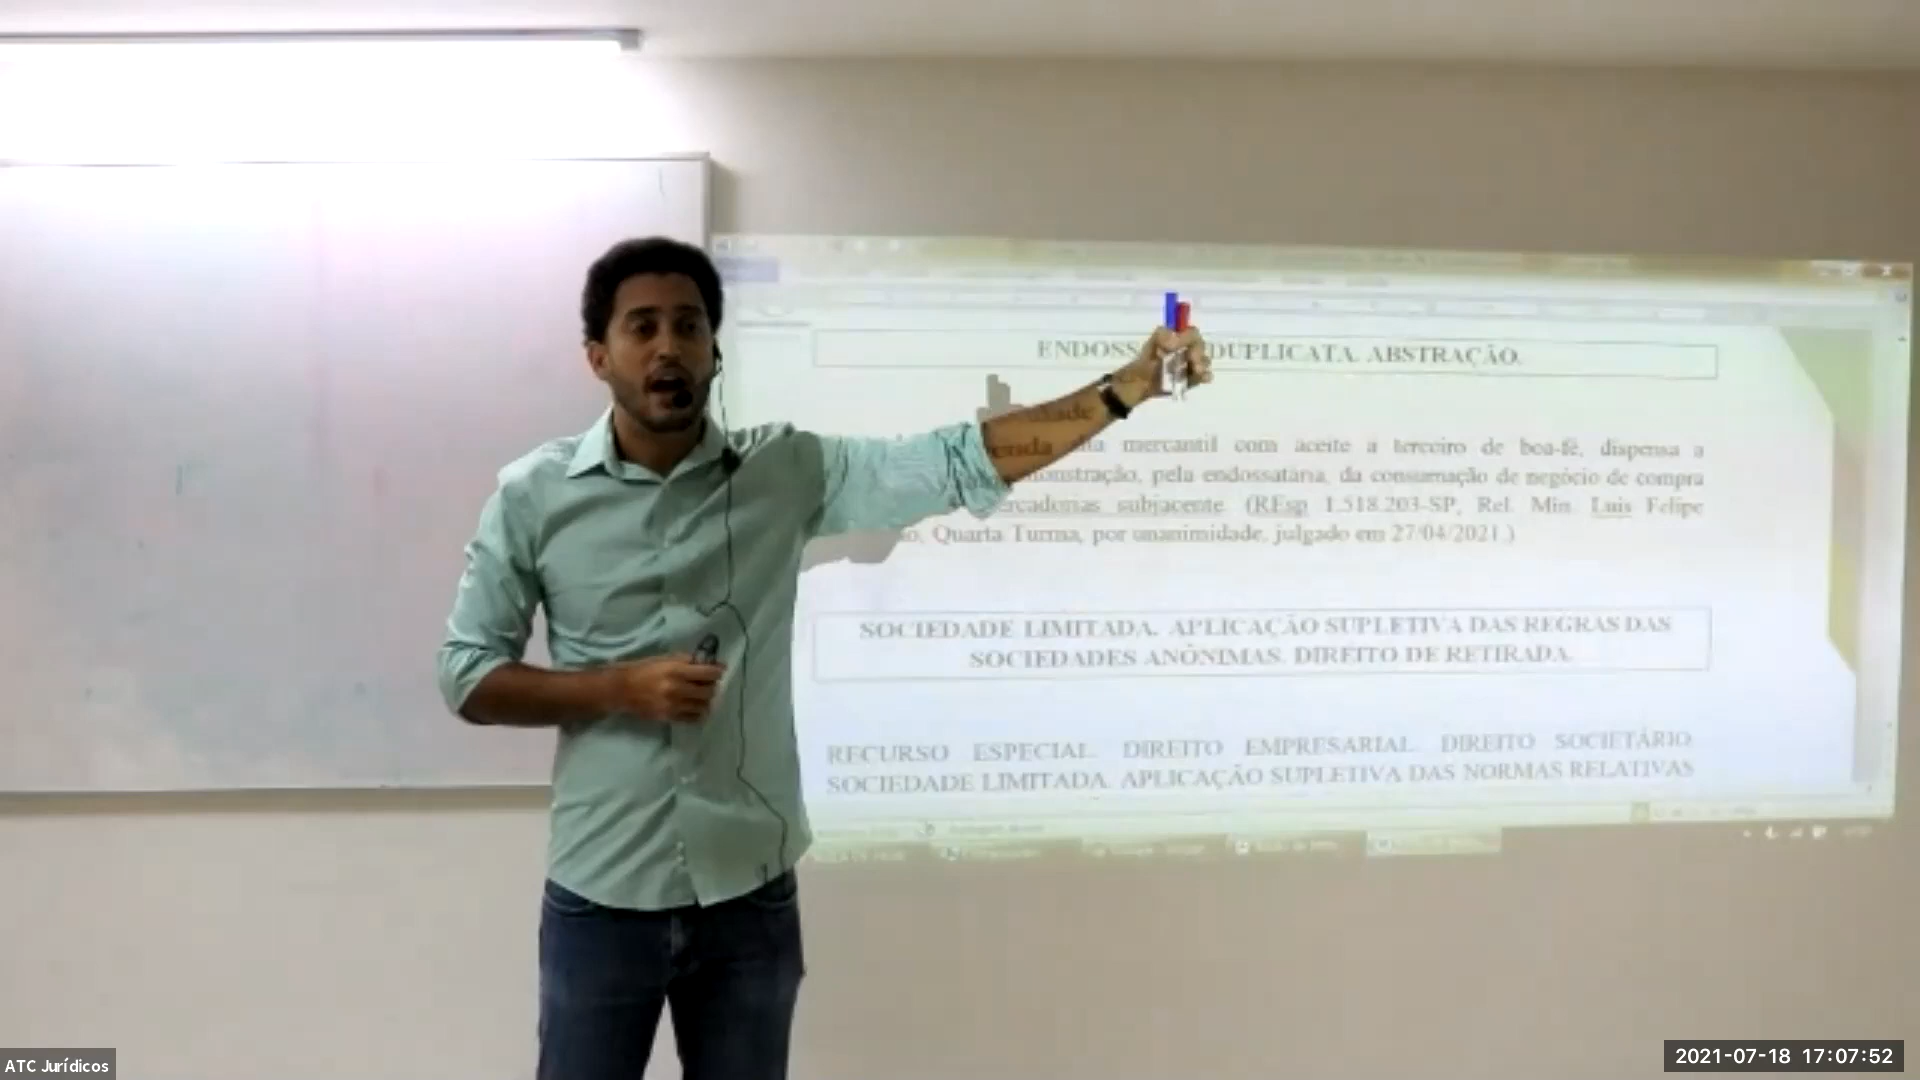 DUPLICATA. ABSTRAÇÃO.
mercantil com aceite a terceiro de boa-fé, dispensa a
pela endossatária, da consumação de negócio de compra
subjacente. (REsp 1.518.203-SP, Rel. Min. Luis Felipe
Quarta Turma, por unanimidade, julgado em 27/04/2021.)
SOCIEDADE LIMITADA. APLICAÇÃO SUPLETIVA DAS REGRAS DAS
SOCIEDADES ANÔNIMAS. DIREITO DE RETIRADA.
RECURSO ESPECIAL. DIREITO EMPRESARIAL. DIREITO SOCIETÁRIO.
SOCIEDADE LIMITADA. APLICAÇÃO SUPLETIVA DAS NORMAS RELATIVAS
ATC Jurídicos
2021-07-18 17:07:52